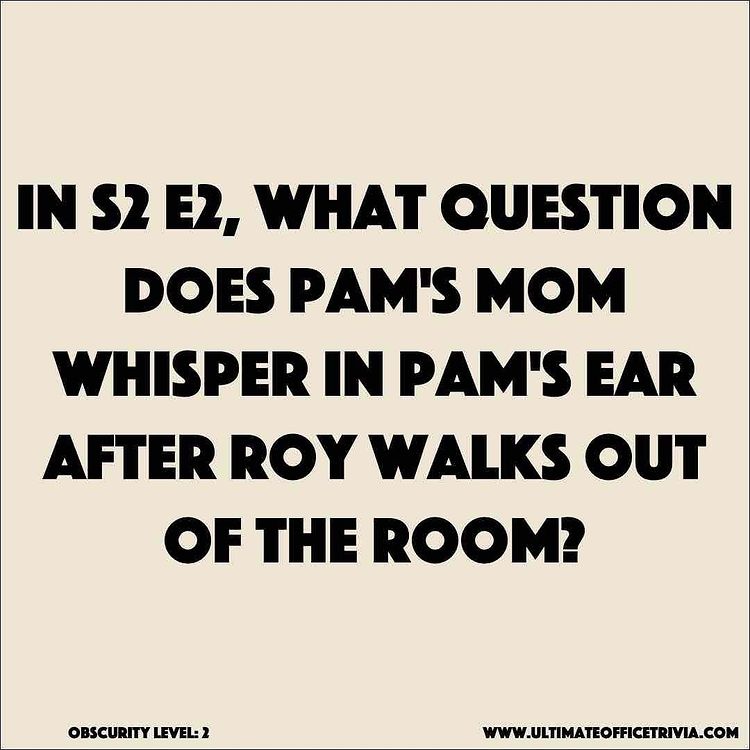 IN S2 E2, WHAT QUESTION
DOES PAM'S MOM
WHISPER IN PAM'S EAR
AFTER ROY WALKS OUT
OF THE ROOM?
OBSCURITY LEVEL: 2
WWW.ULTIMATEOFFICETRIVIA.COM